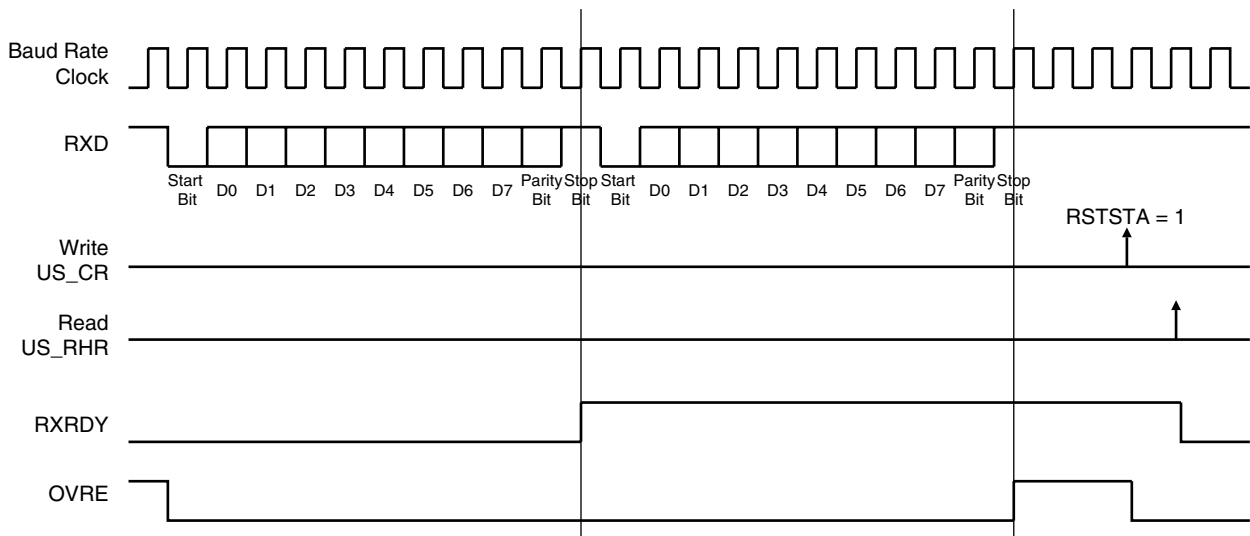 Baud Rate
Clock
RXD
Start
Bit
D0
D1
D2
D3
D4
D5
D6
D7
Parity
Bit
Stop
Bit
Start
Bit
D0
D1
D2
D3
D4
D5
D6
D7
Parity
Bit
Stop
Bit
RSTSTA = 1
Write
US_CR
Read
US_RHR
RXRDY
OVRE